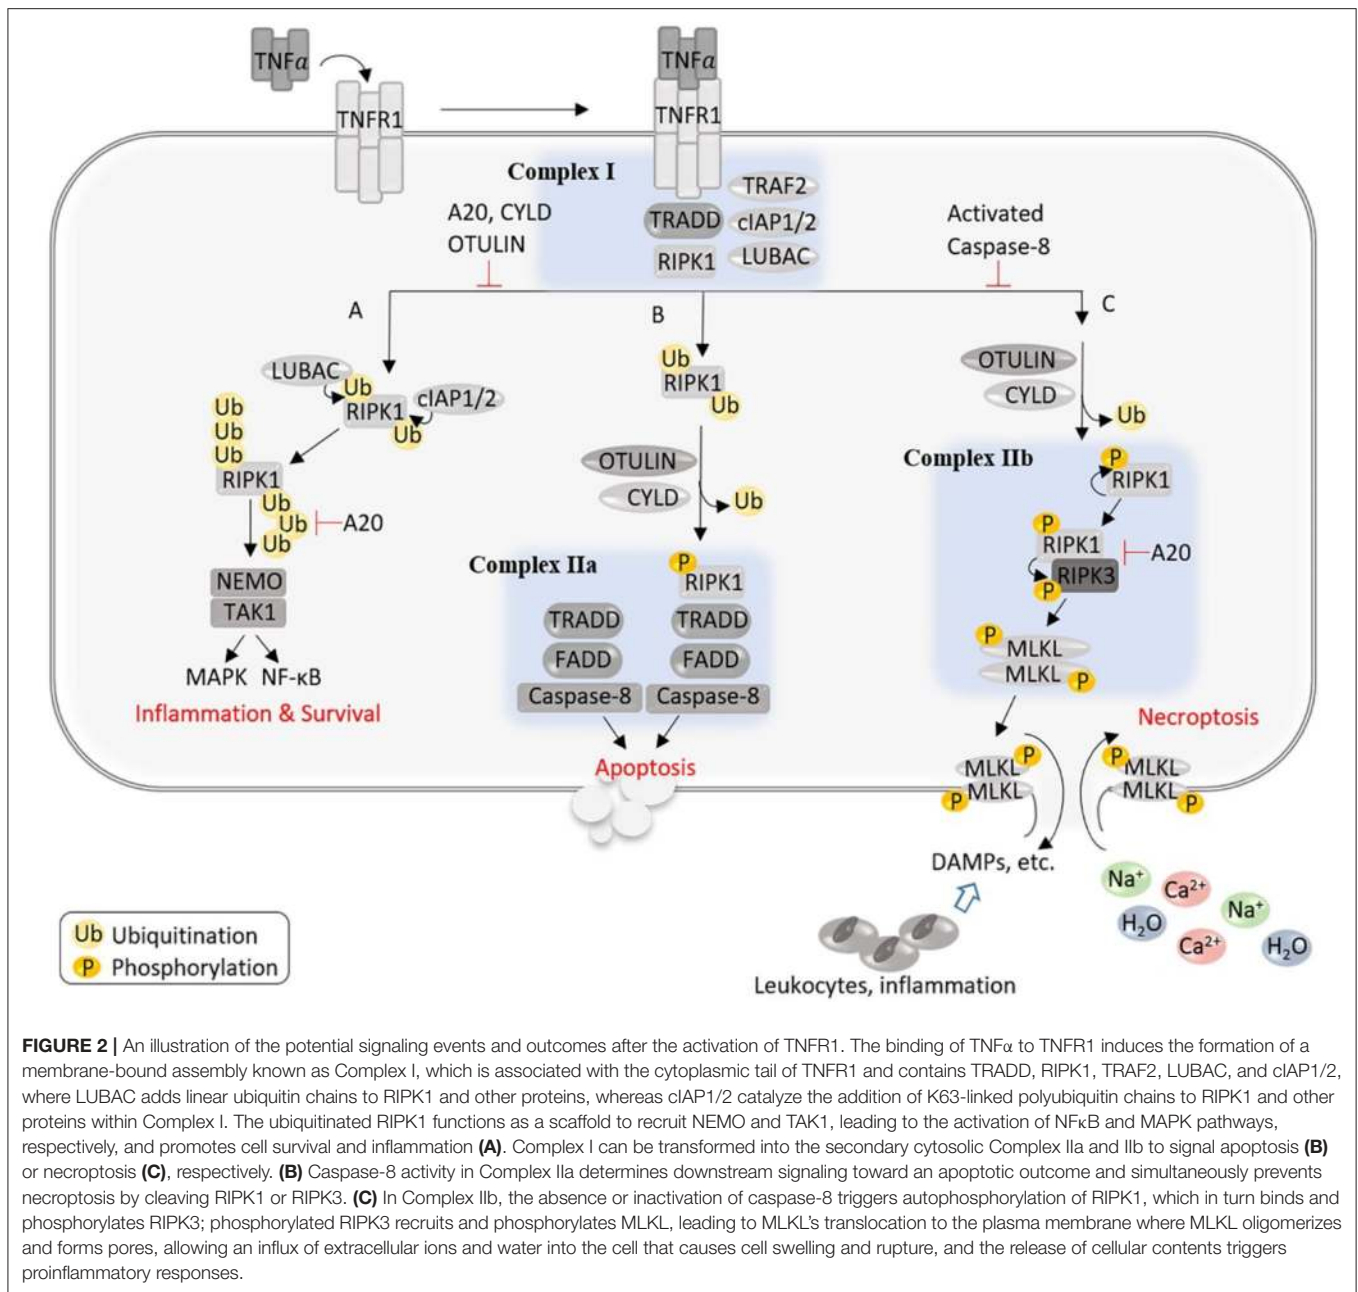 TNFα
TNFR1
TNFα
TNFR1
Complex I
TRADD
RIPK1
TRAF2
cIAP1/2
LUBAC
A20, CYLD
OTULIN
Activated
Caspase-8
A
B
C
LUBAC
Ub
RIPK1
cIAP1/2
Ub
Ub
Ub
Ub
RIPK1
Ub
Ub
Ub
A20
NEMO
TAK1
MAPK NF-κB
Inflammation & Survival
Ub
RIPK1
Ub
OTULIN
CYLD
Ub
Complex IIa
P
RIPK1
TRADD
TRADD
FADD
FADD
Caspase-8
Caspase-8
Apoptosis
OTULIN
CYLD
Ub
Complex IIb
P
RIPK1
P
RIPK1
RIPK3
P
A20
P
MLKL
MLKL
P
Necroptosis
MLKL
P
P
MLKL
P
MLKL
MLKL
P
DAMPs, etc.
Na⁺
Ca²⁺
Na⁺
H₂O
Ca²⁺
H₂O
Leukocytes, inflammation
Ub Ubiquitination
P Phosphorylation
FIGURE 2 | An illustration of the potential signaling events and outcomes after the activation of TNFR1. The binding of TNFα to TNFR1 induces the formation of a
membrane-bound assembly known as Complex I, which is associated with the cytoplasmic tail of TNFR1 and contains TRADD, RIPK1, TRAF2, LUBAC, and cIAP1/2,
where LUBAC adds linear ubiquitin chains to RIPK1 and other proteins, whereas cIAP1/2 catalyze the addition of K63-linked polyubiquitin chains to RIPK1 and other
proteins within Complex I. The ubiquitinated RIPK1 functions as a scaffold to recruit NEMO and TAK1, leading to the activation of NFκB and MAPK pathways,
respectively, and promotes cell survival and inflammation (A). Complex I can be transformed into the secondary cytosolic Complex IIa and IIb to signal apoptosis (B)
or necroptosis (C), respectively. (B) Caspase-8 activity in Complex IIa determines downstream signaling toward an apoptotic outcome and simultaneously prevents
necroptosis by cleaving RIPK1 or RIPK3. (C) In Complex IIb, the absence or inactivation of caspase-8 triggers autophosphorylation of RIPK1, which in turn binds and
phosphorylates RIPK3; phosphorylated RIPK3 recruits and phosphorylates MLKL, leading to MLKL's translocation to the plasma membrane where MLKL oligomerizes
and forms pores, allowing an influx of extracellular ions and water into the cell that causes cell swelling and rupture, and the release of cellular contents triggers
proinflammatory responses.